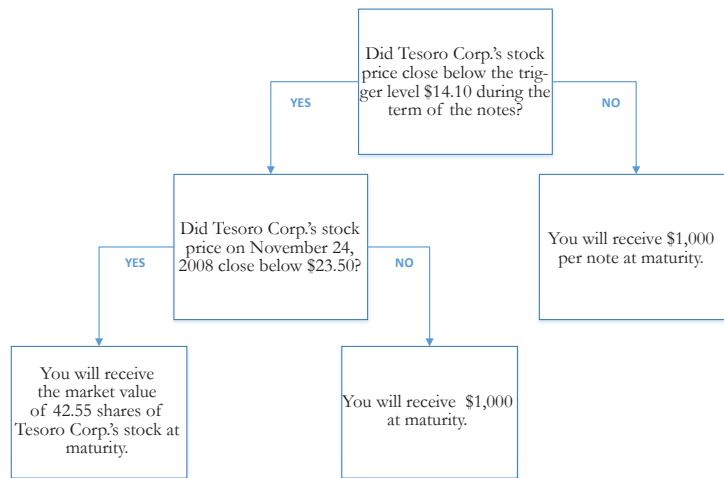 Did Tesoro Corp.'s stock
price close below the trig-
ger level $14.10 during the
term of the notes?
YES
NO
Did Tesoro Corp.'s stock
price on November 24,
2008 close below $23.50?
You will receive $1,000
per note at maturity.
YES
NO
You will receive
the market value
of 42.55 shares of
Tesoro Corp.'s stock at
maturity.
You will receive $1,000
at maturity.